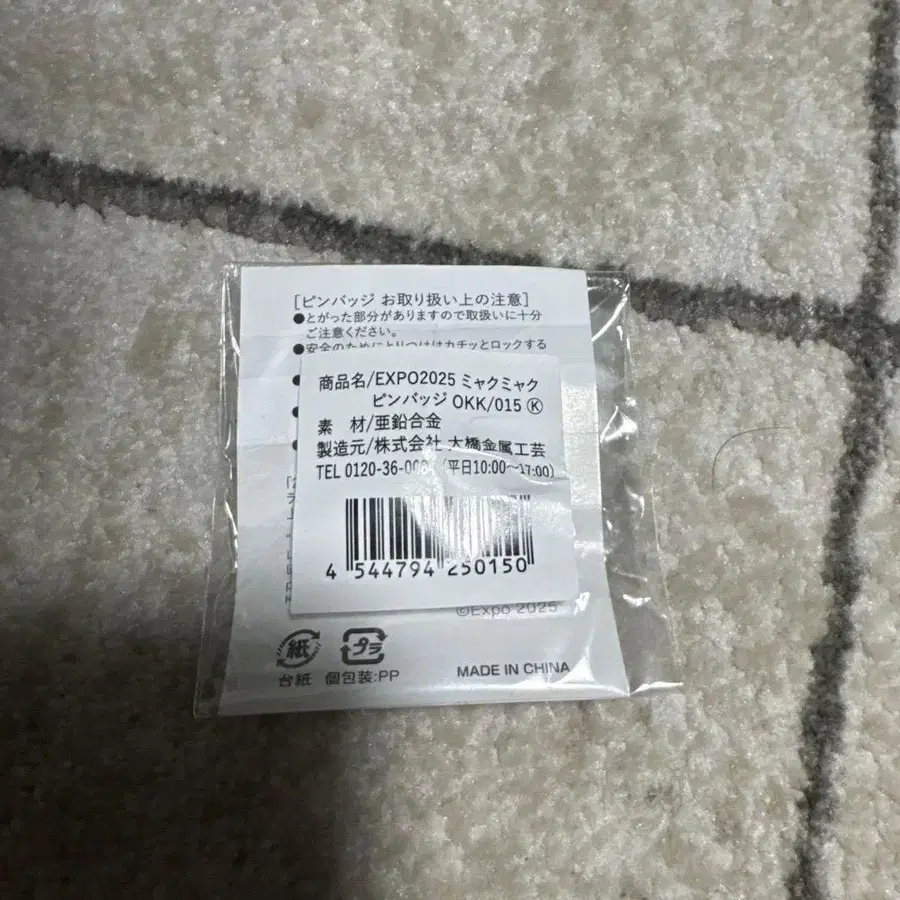 [ピンバッジ お取り扱い上の注意]
●とがった部分がありますので取扱いに十分
ご注意ください。
●安全のためにとりつけはカチッとロックする
商品名/EXPO2025 ミャクミャク
ピンバッジ OKK/015 Ⓚ
素 材/亜鉛合金
製造元/株式会社 大橋金属工芸
TEL 0120-36-0084 (平日10:00〜17:00)
4 544794 250150
©Expo 2025
紙 プラ
台紙 個包装:PP
MADE IN CHINA